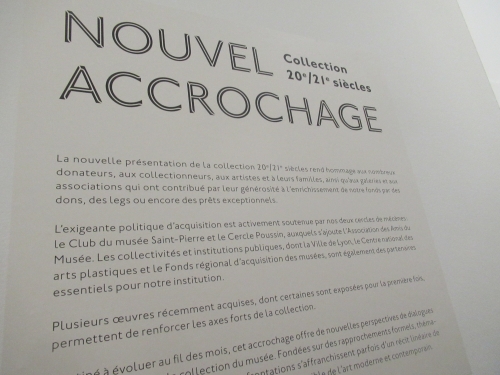 NOUVEL
Collection
20e/21e siècles
ACCROCHAGE
La nouvelle présentation de la collection 20e/21e siècles rend hommage aux nombreux
donateurs, aux collectionneurs, aux artistes et à leurs familles, ainsi qu'aux galeries et aux
associations qui ont contribué par leur générosité à l'enrichissement de notre fonds par des
dons, des legs ou encore des prêts exceptionnels.
L'exigeante politique d'acquisition est activement soutenue par nos deux cercles de mécènes:
le Club du musée Saint-Pierre et le Cercle Poussin, auxquels s'ajoute l'Association des Amis du
Musée. Les collectivités et institutions publiques, dont la Ville de Lyon, le Centre national des
arts plastiques et le Fonds régional d'acquisition des musées, sont également des partenaires
essentiels pour notre institution.
Plusieurs œuvres récemment acquises, dont certaines sont exposées pour la première fois,
permettent de renforcer les axes forts de la collection.
à évoluer au fil des mois, cet accrochage offre de nouvelles perspectives de dialogues
collection du musée. Fondées sur des rapprochements formels, théma-
s'affranchissent parfois d'un récit linéaire de
de l'art moderne et contemporain.